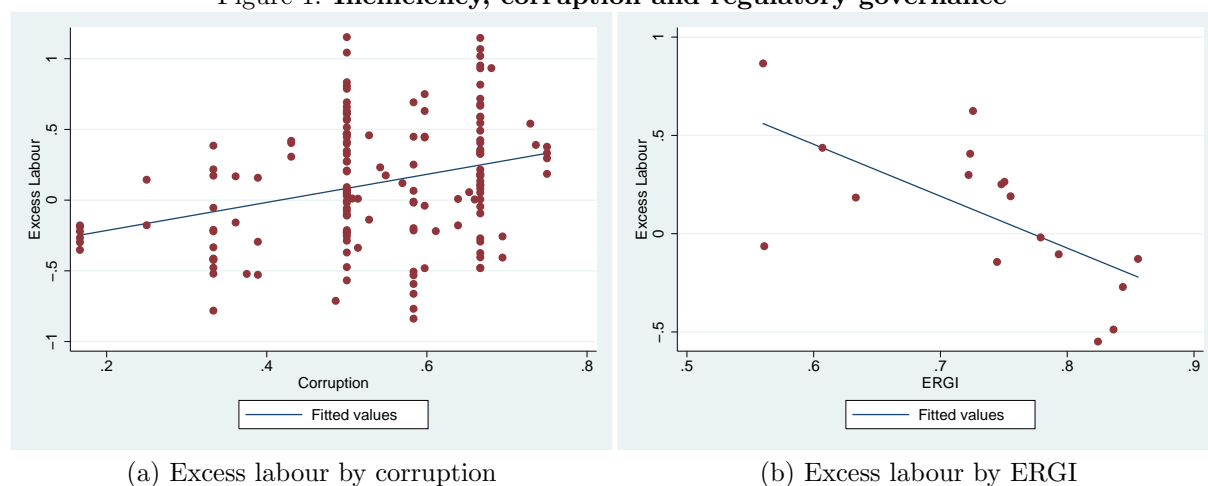 Figure 1: Inefficiency, corruption and regulatory governance
Excess Labour
1
.5
0
-.5
-1
.2
.4
.6
.8
Corruption
Fitted values
(a) Excess labour by corruption
Excess Labour
1
.5
0
-.5
.5
.6
.7
.8
.9
ERGI
Fitted values
(b) Excess labour by ERGI